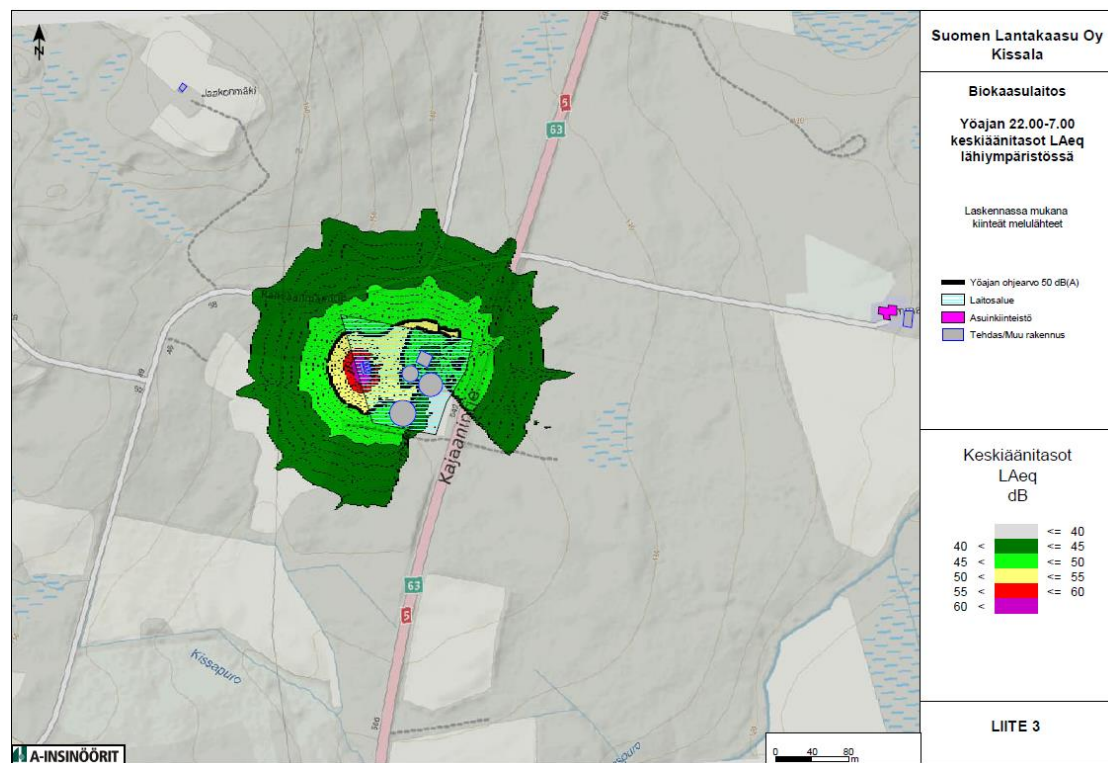 Suomen Lantakaasu Oy
Kissala
Biokaasulaitos
Yöajan 22.00-7.00
keskiäänitasot LAeq
lähiympäristössä
Laskennassa mukana
kiinteät melulähteet
Yöajan ohjearvo 50 dB(A)
Laitosalue
Asuinkiinteistö
Tehdas/Muu rakennus
Keskiäänitasot
LAeq
dB
<= 40
40 < <= 45
45 < <= 50
50 < <= 55
55 < <= 60
60 <
LIITE 3
N
5
63
63
5
Kissapuro
A-INSINÖÖRIT
0 40 80
m